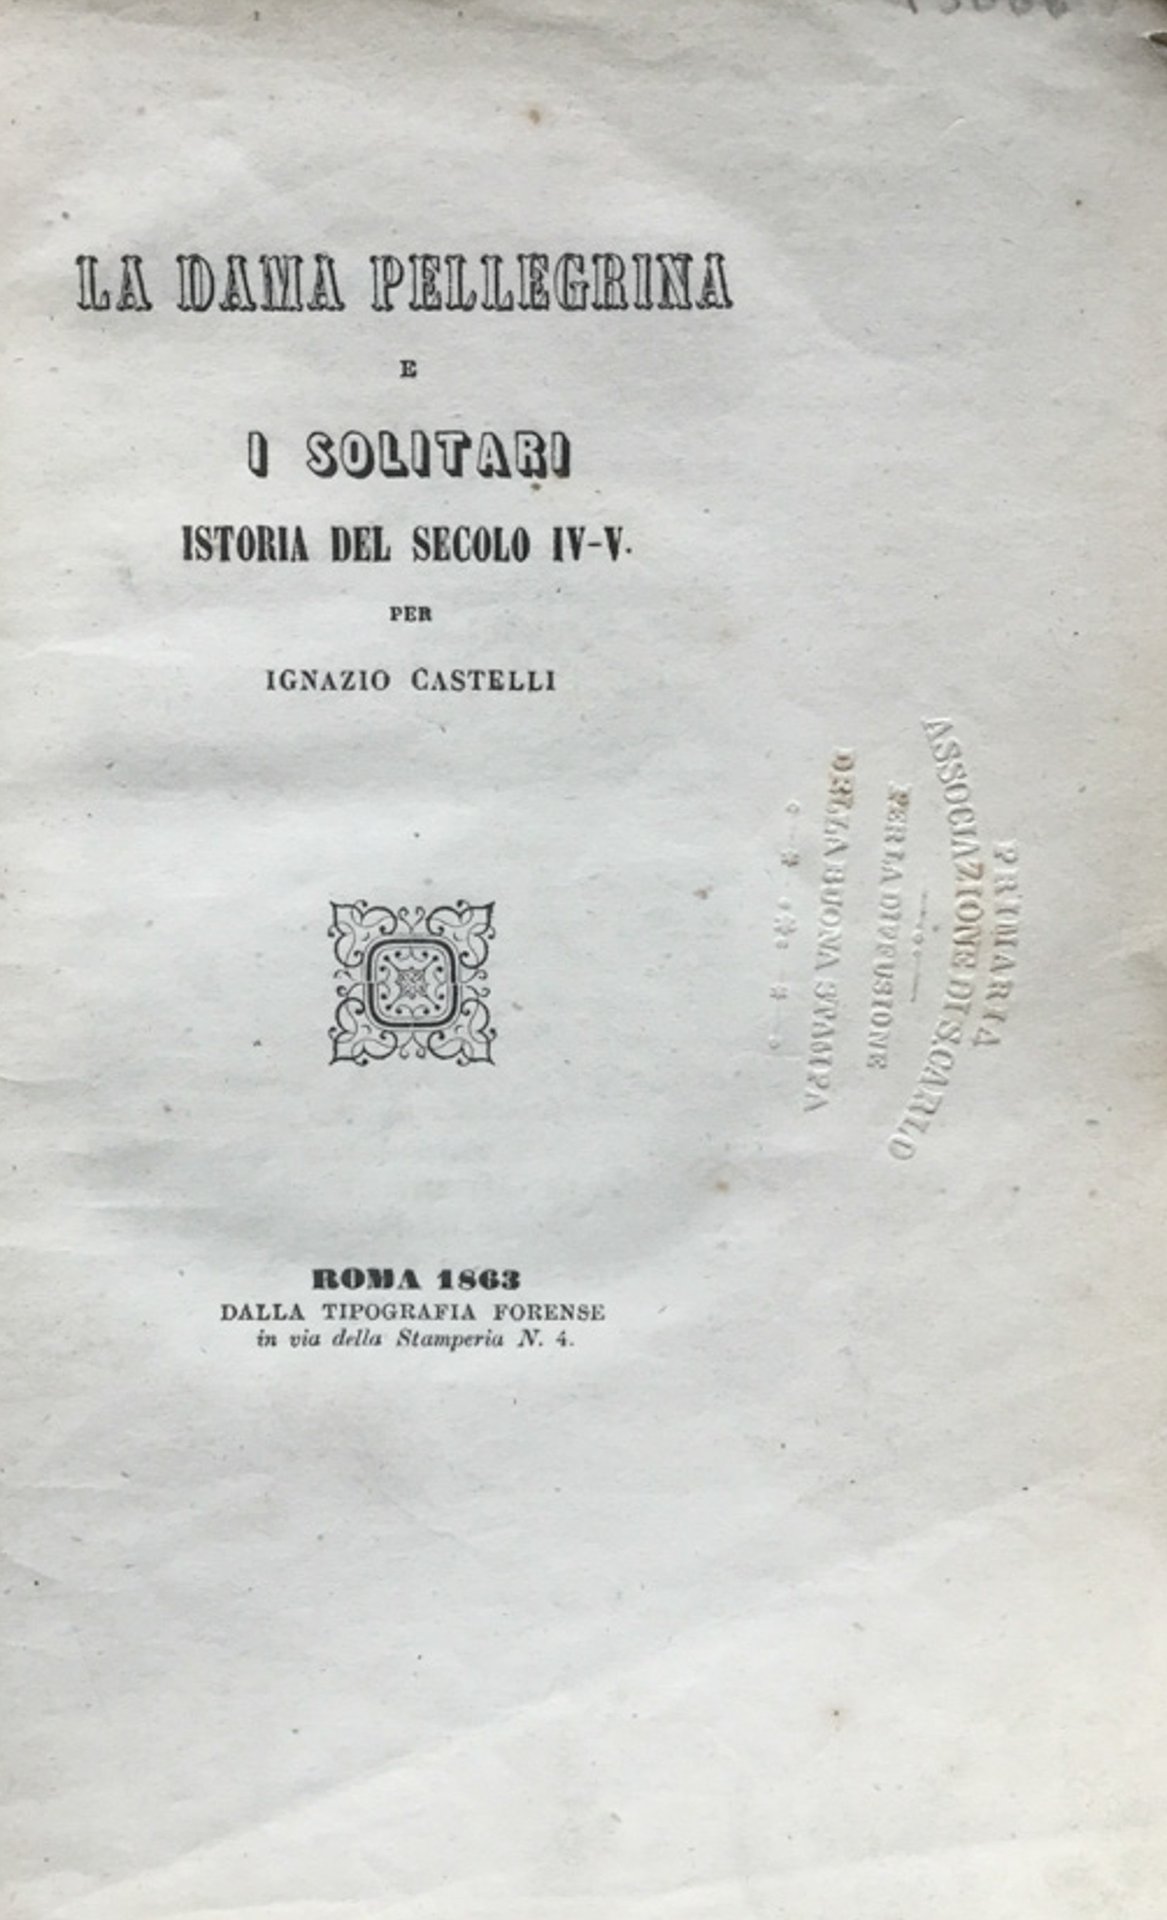 LA DAMA PELLEGRINA
E
I SOLITARI
ISTORIA DEL SECOLO IV-V.
PER
IGNAZIO CASTELLI
PRIMARIA
ASSOCIAZIONE DI S. CARLO
PER LA DIFFUSIONE
DELLA BUONA STAMPA
ROMA 1863
DALLA TIPOGRAFIA FORENSE
in via della Stamperia N. 4.